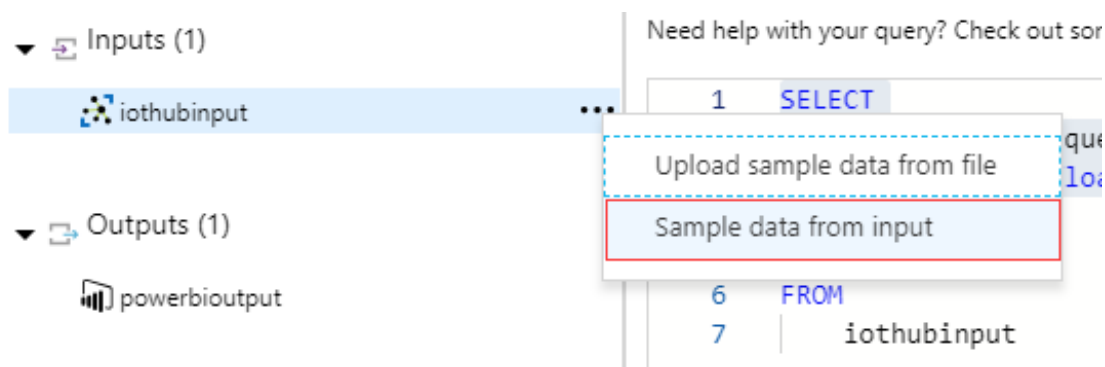 Inputs (1)
iothubinput
Outputs (1)
powerbioutput
Need help with your query? Check out
1 SELECT
Upload sample data from file
Sample data from input
6 FROM
7 iothubinput